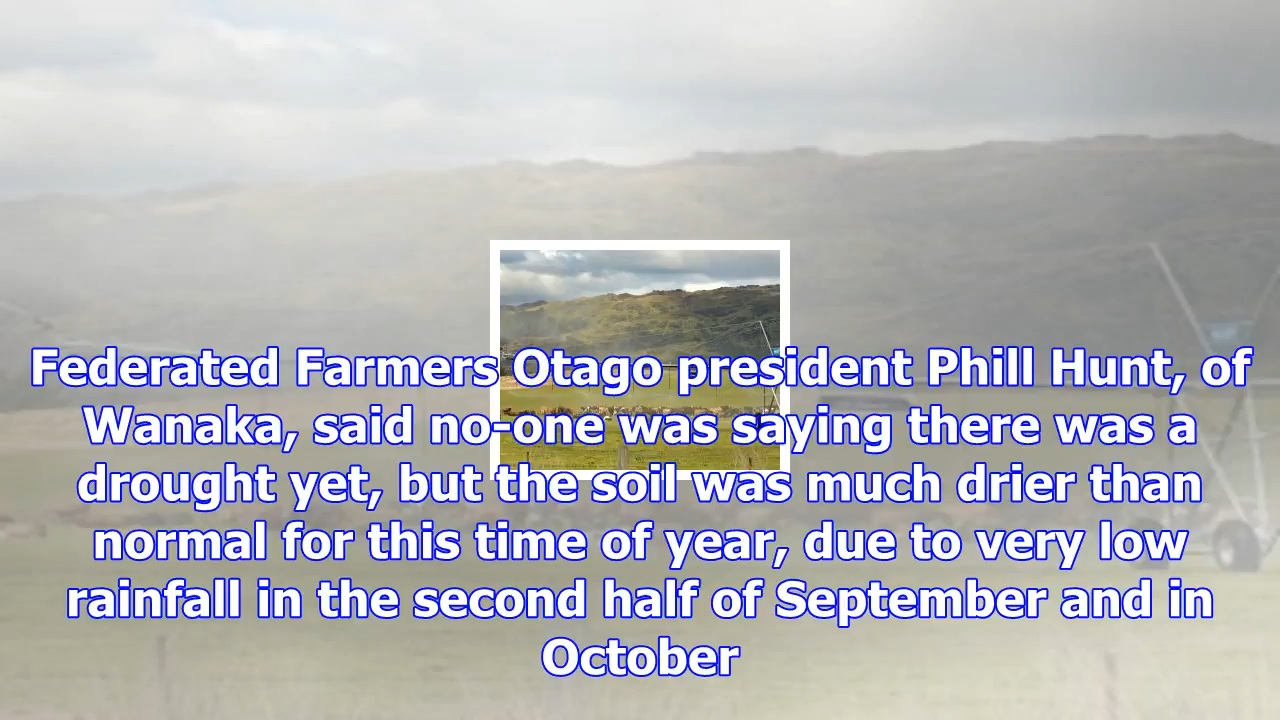 Federated Farmers Otago president Phill Hunt, of
Wanaka, said no-one was saying there was a
drought yet, but the soil was much drier than
normal for this time of year, due to very low
rainfall in the second half of September and in
October